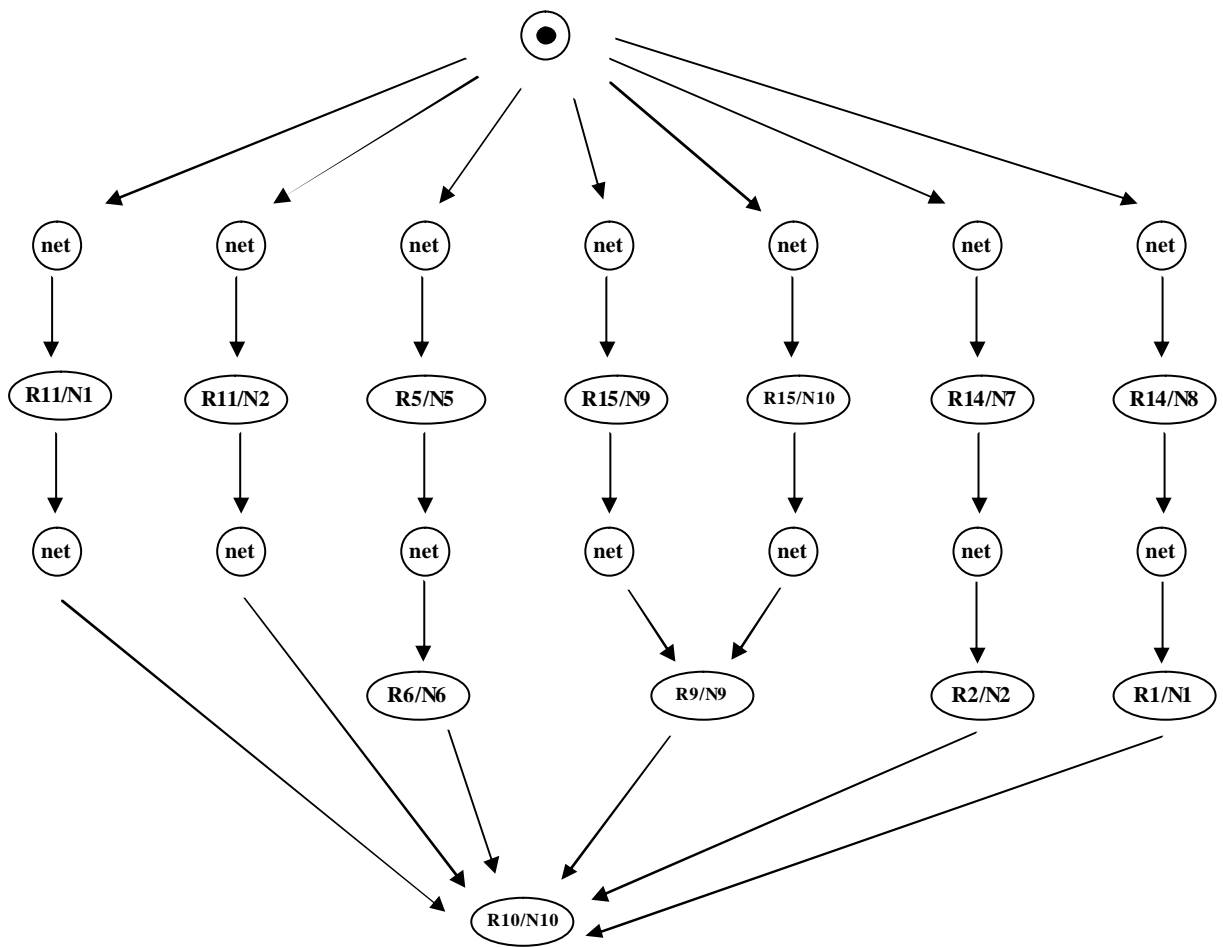 net net net net net net net
R11/N1 R11/N2 R5/N5 R15/N9 R15/N10 R14/N7 R14/N8
net net net net net net net
R6/N6 R9/N9 R2/N2 R1/N1
R10/N10